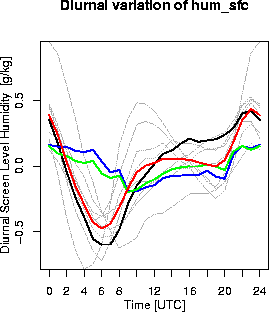 Diurnal variation of hum_sfc
Diurnal Screen Level Humidity [g/kg]
0.5
0.0
-0.5
0 2 4 6 8 12 16 20 24
Time [UTC]